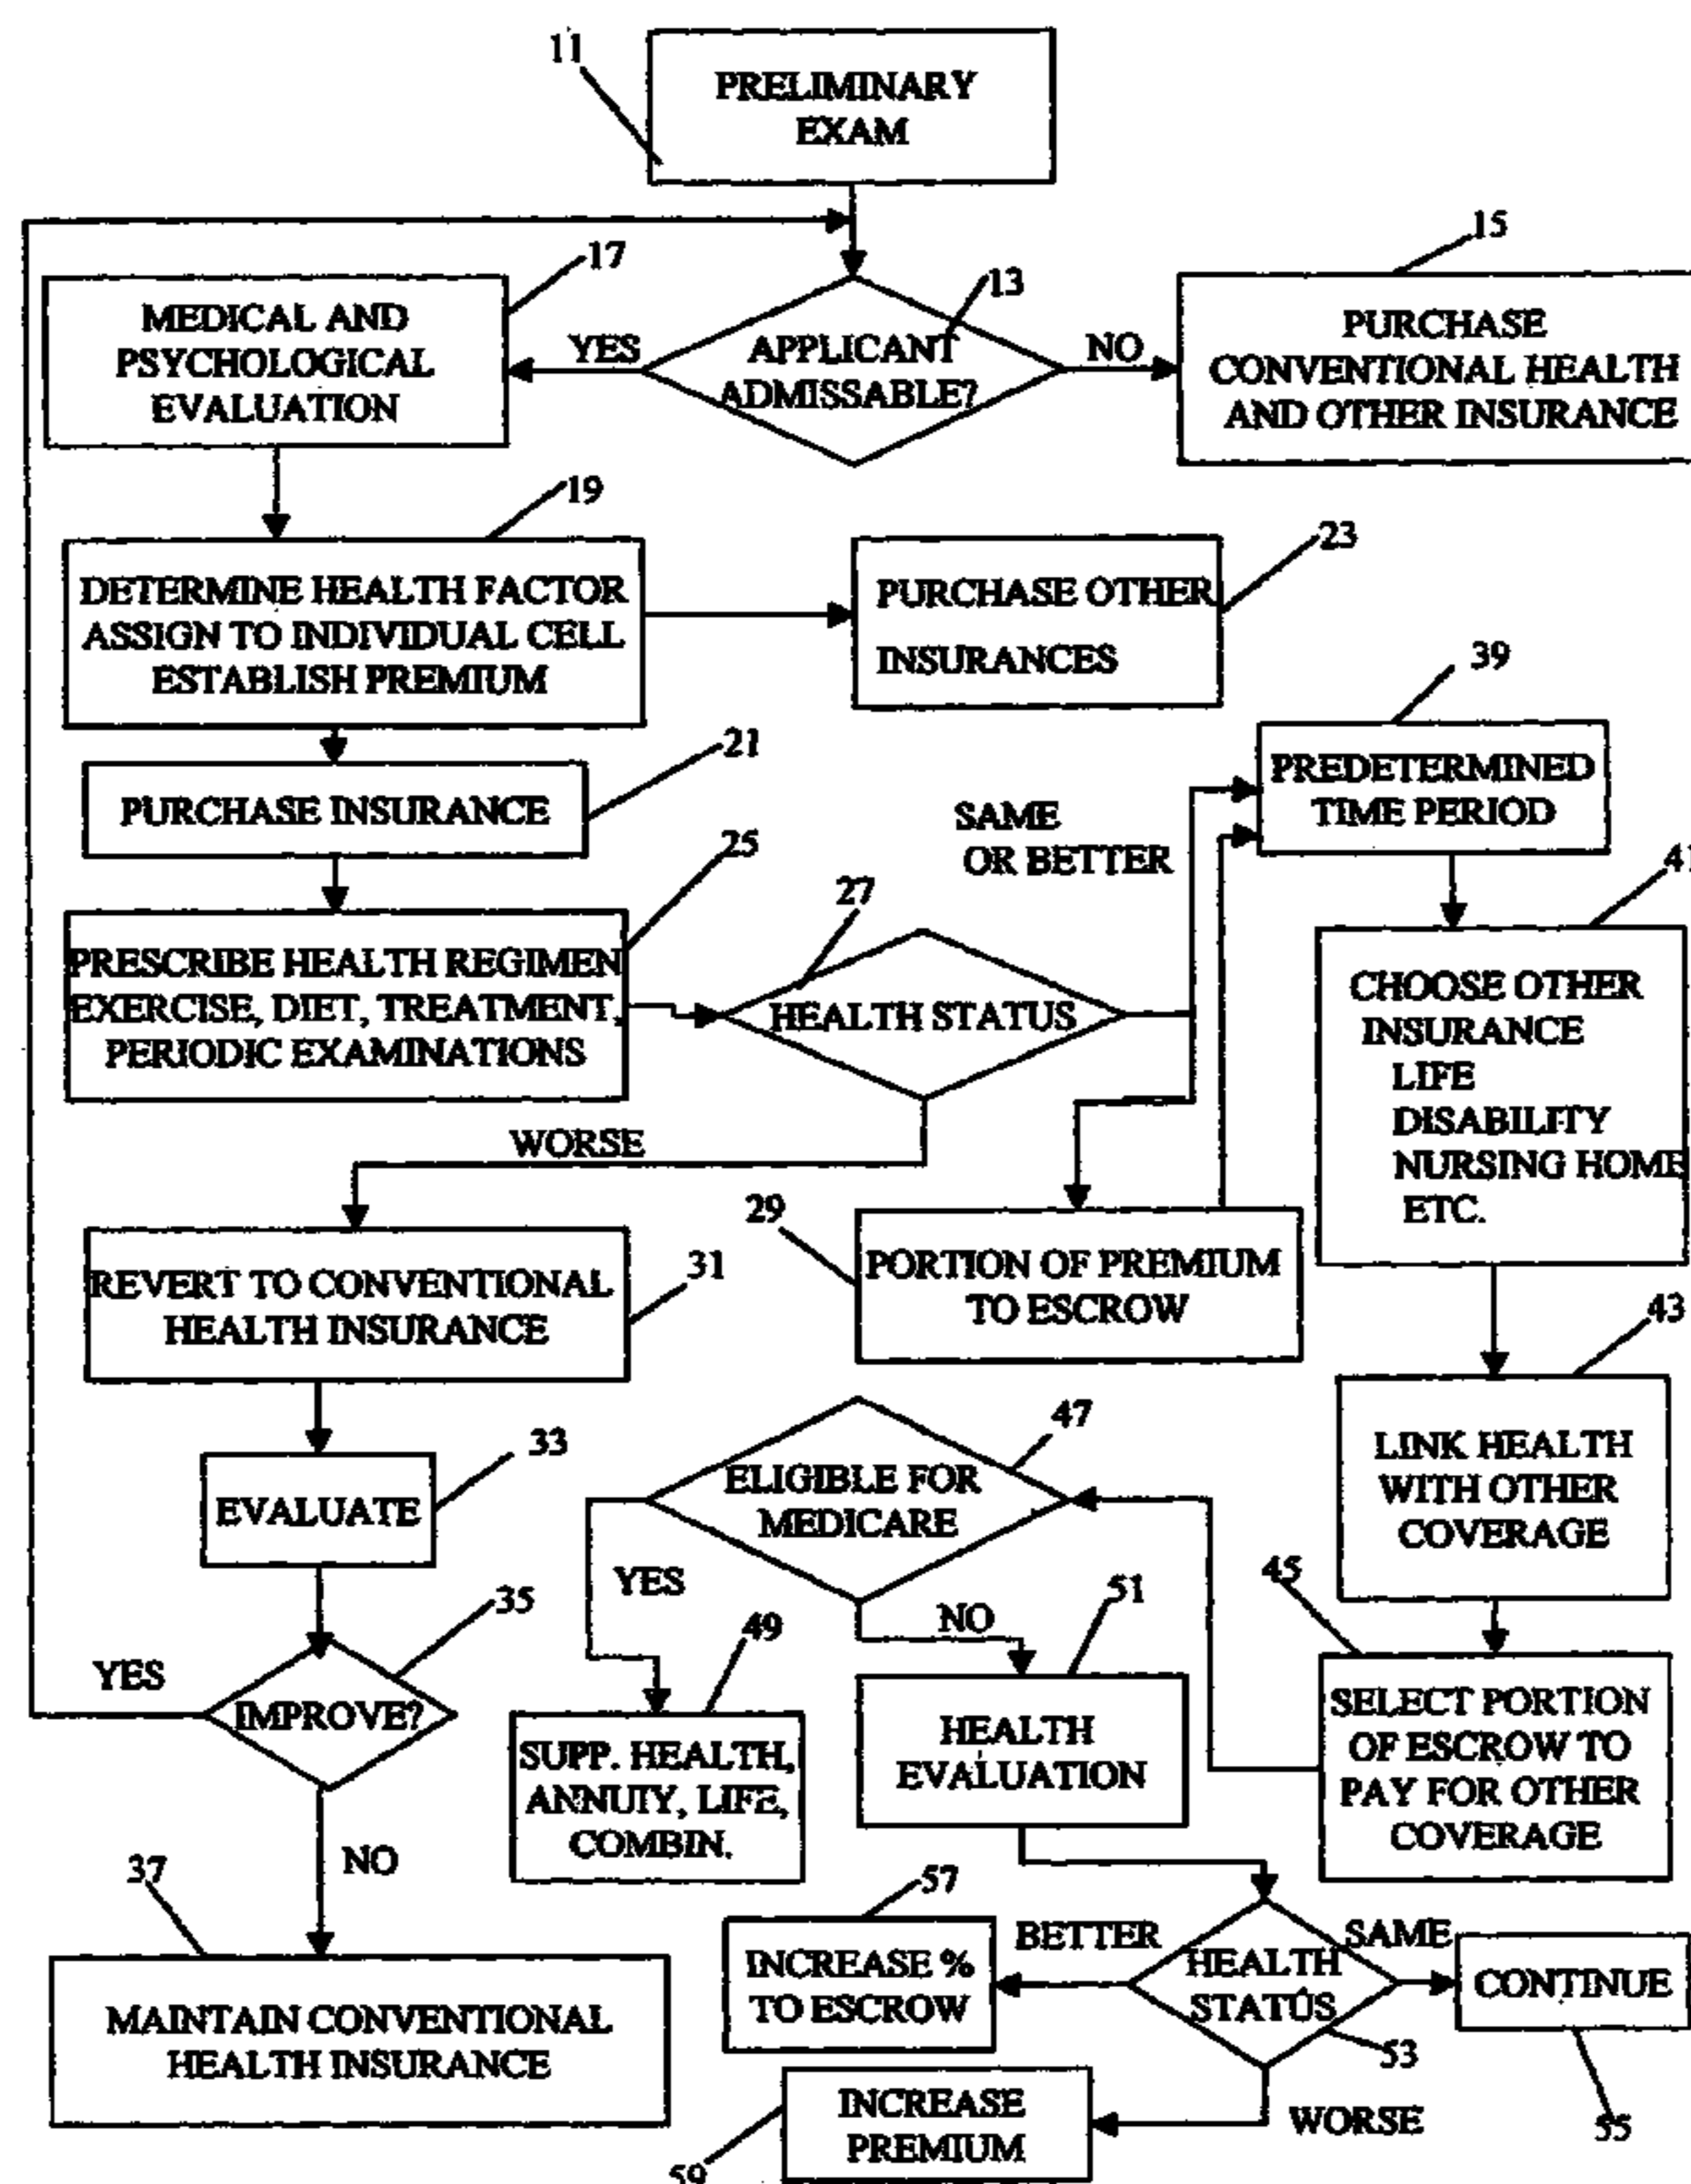 11
PRELIMINARY
EXAM
17
MEDICAL AND
PSYCHOLOGICAL
EVALUATION
YES
13
APPLICANT
ADMISSABLE?
NO
15
PURCHASE
CONVENTIONAL HEALTH
AND OTHER INSURANCE
19
DETERMINE HEALTH FACTOR
ASSIGN TO INDIVIDUAL CELL
ESTABLISH PREMIUM
23
PURCHASE OTHER
INSURANCES
21
PURCHASE INSURANCE
39
PREDETERMINED
TIME PERIOD
SAME
OR BETTER
25
PRESCRIBE HEALTH REGIMEN
EXERCISE, DIET, TREATMENT,
PERIODIC EXAMINATIONS
27
HEALTH STATUS
41
CHOOSE OTHER
INSURANCE
LIFE
DISABILITY
NURSING HOME
ETC.
WORSE
29
PORTION OF PREMIUM
TO ESCROW
31
REVERT TO CONVENTIONAL
HEALTH INSURANCE
43
LINK HEALTH
WITH OTHER
COVERAGE
33
EVALUATE
47
ELIGIBLE FOR
MEDICARE
YES
NO
45
SELECT PORTION
OF ESCROW TO
PAY FOR OTHER
COVERAGE
35
YES
IMPROVE?
49
SUPP. HEALTH,
ANNUIY, LIFE,
COMBIN.
51
HEALTH
EVALUATION
NO
37
MAINTAIN CONVENTIONAL
HEALTH INSURANCE
57
INCREASE %
TO ESCROW
BETTER
HEALTH
STATUS
53
SAME
CONTINUE
55
59
INCREASE
PREMIUM
WORSE